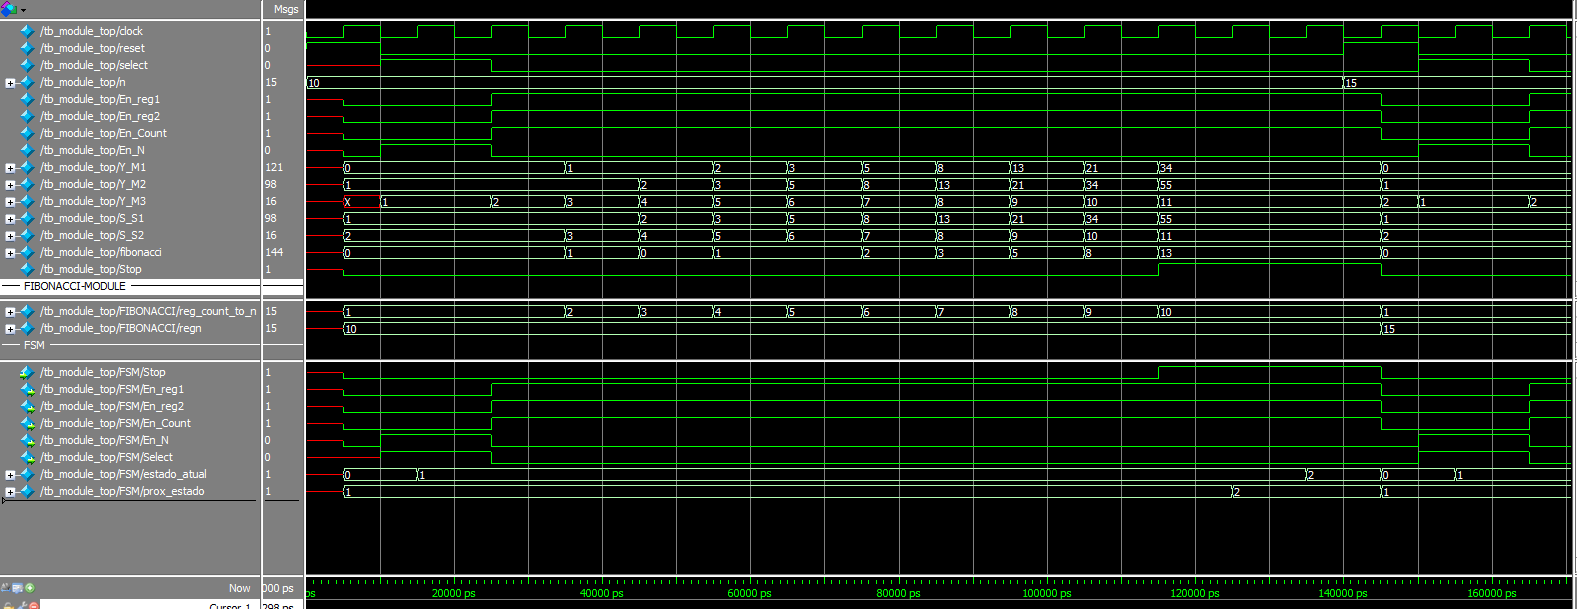 Msgs
/tb_module_top/clock 1
/tb_module_top/reset 0
/tb_module_top/select 0
/tb_module_top/n 15 10 15
/tb_module_top/En_reg1 1
/tb_module_top/En_reg2 1
/tb_module_top/En_Count 1
/tb_module_top/En_N 0
/tb_module_top/Y_M1 121 0 1 2 3 5 8 13 21 34 0
/tb_module_top/Y_M2 98 1 2 3 5 8 13 21 34 55 1
/tb_module_top/Y_M3 16 X 1 2 3 4 5 6 7 8 9 10 11 2 1 2
/tb_module_top/S_S1 98 1 2 3 5 8 13 21 34 55 1
/tb_module_top/S_S2 16 2 3 4 5 6 7 8 9 10 11 2
/tb_module_top/fibonacci 144 0 1 0 1 2 3 5 8 13 0
/tb_module_top/Stop 1
FIBONACCI-MODULE
/tb_module_top/FIBONACCI/reg_count_to_n 15 1 2 3 4 5 6 7 8 9 10 1
/tb_module_top/FIBONACCI/regn 15 10 15
FSM
/tb_module_top/FSM/Stop 1
/tb_module_top/FSM/En_reg1 1
/tb_module_top/FSM/En_reg2 1
/tb_module_top/FSM/En_Count 1
/tb_module_top/FSM/En_N 0
/tb_module_top/FSM/Select 0
/tb_module_top/FSM/estado_atual 1 0 1 2 0 1
/tb_module_top/FSM/prox_estado 1 1 2 1
Now 000 ps ps 20000 ps 40000 ps 60000 ps 80000 ps 100000 ps 120000 ps 140000 ps 160000 ps
Cursor 1 298 ps